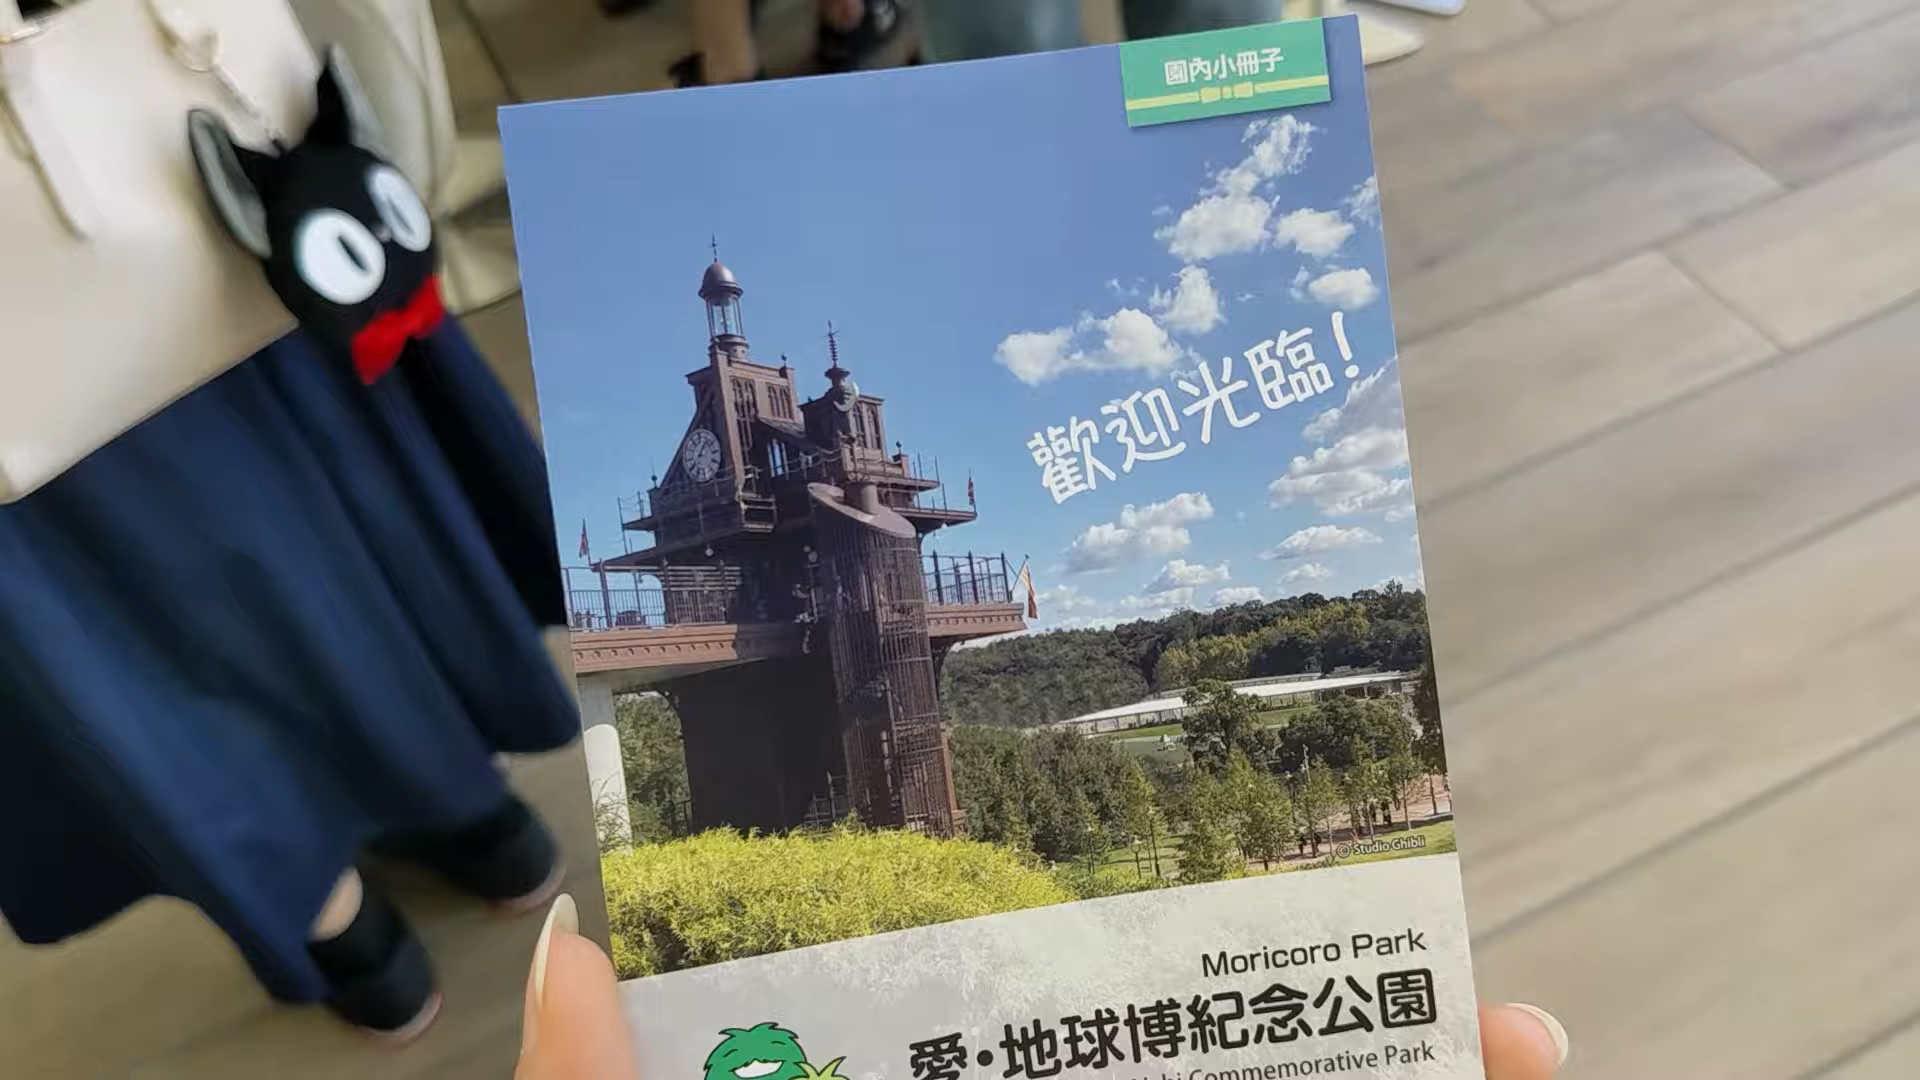 園內小冊子
歡迎光臨！
© Studio Ghibli
Moricoro Park
愛・地球博紀念公園
Commemorative Park